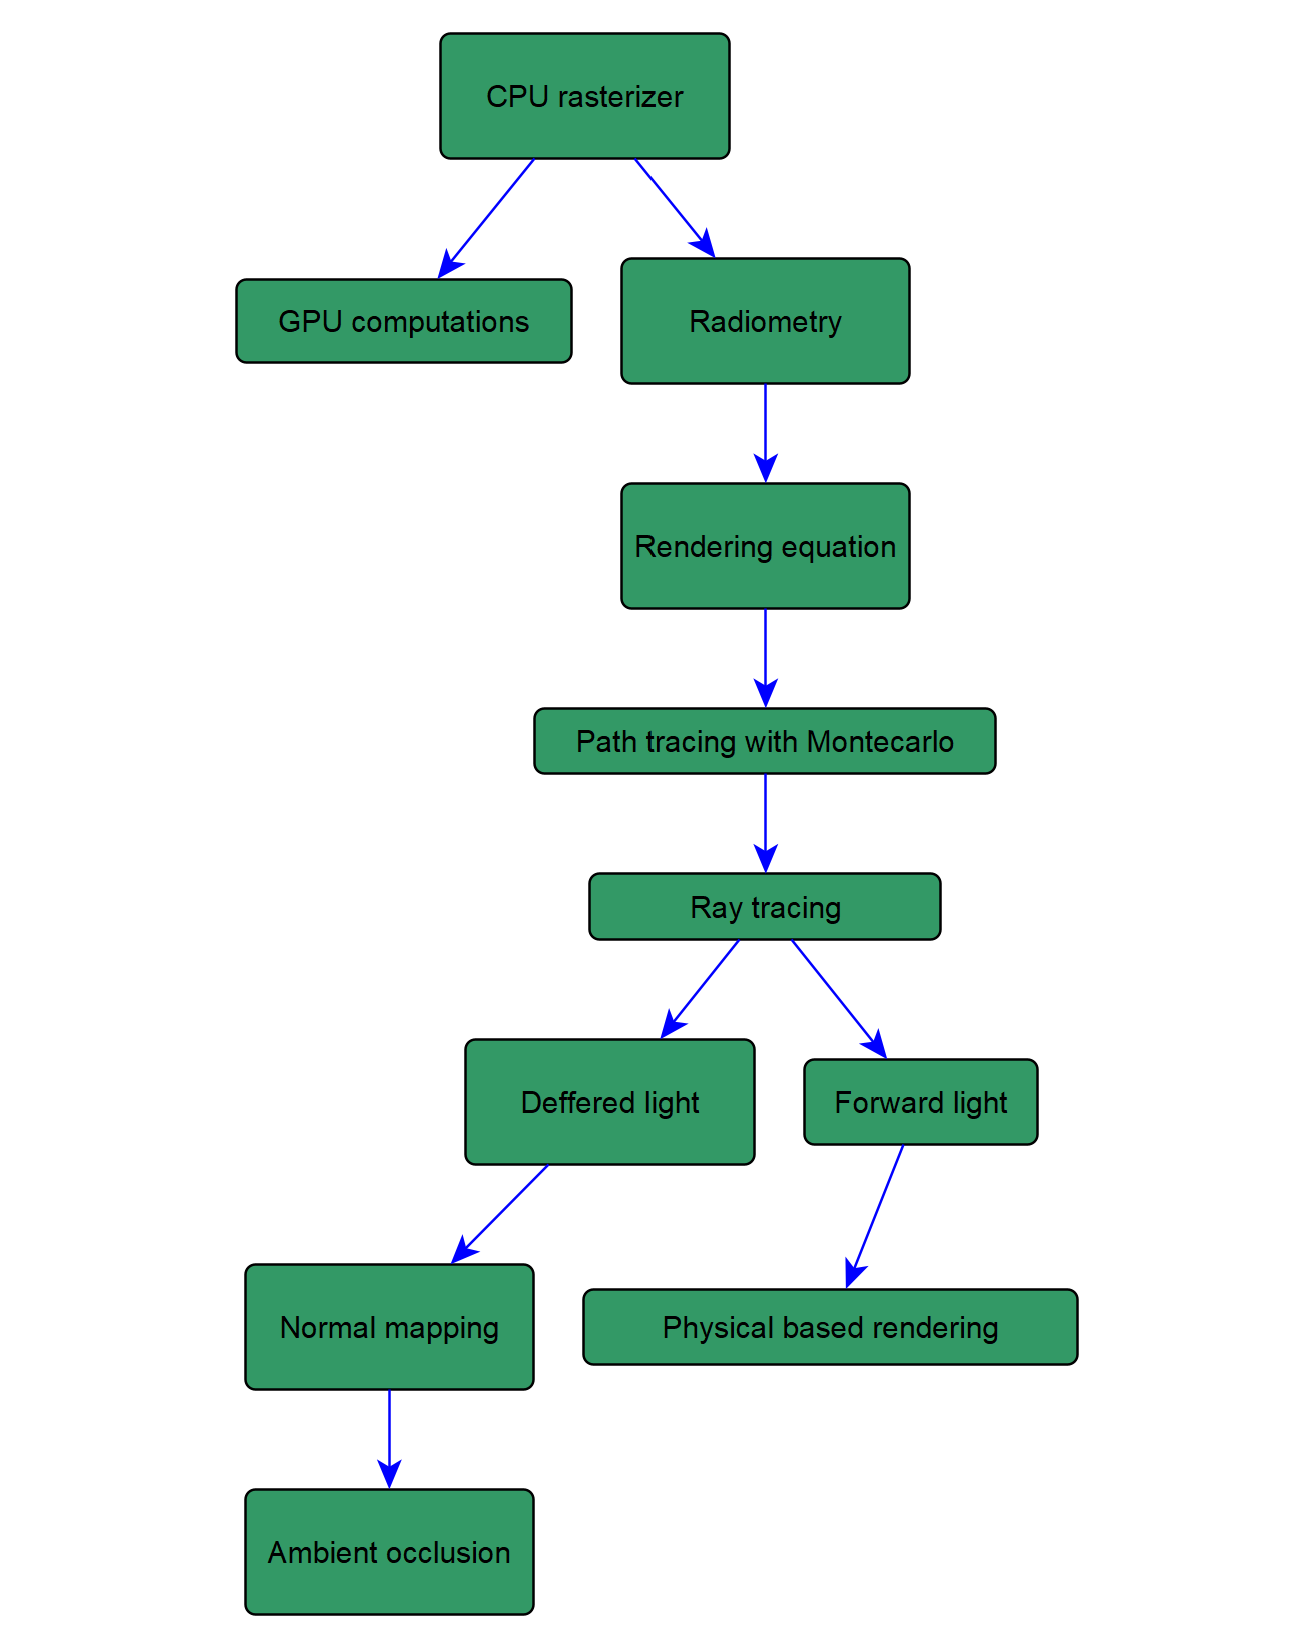 CPU rasterizer
GPU computations
Radiometry
Rendering equation
Path tracing with Montecarlo
Ray tracing
Deffered light
Forward light
Normal mapping
Physical based rendering
Ambient occlusion